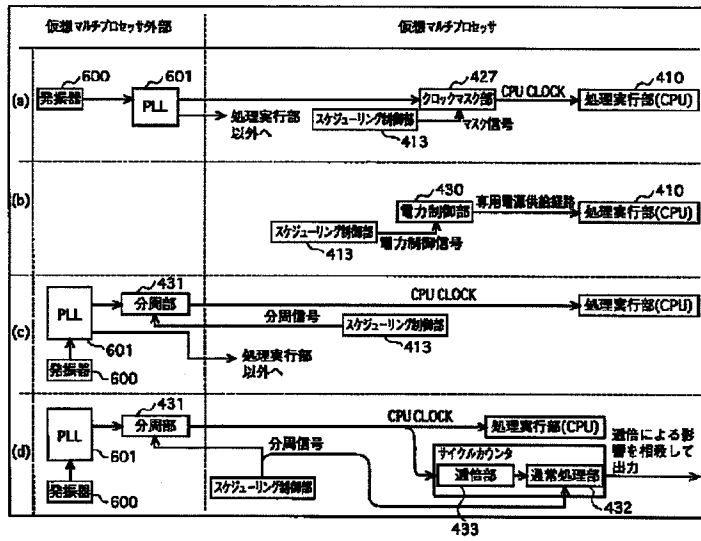 仮想マルチプロセッサ外部
仮想マルチプロセッサ
(a)
600
発振器
601
PLL
処理実行部
以外へ
427
クロックマスク部
CPU CLOCK
410
処理実行部(CPU)
スケジューリング制御部
413
マスク信号
(b)
430
電力制御部
専用電源供給経路
410
処理実行部(CPU)
スケジューリング制御部
413
電力制御信号
(c)
PLL
601
発振器
600
431
分周部
CPU CLOCK
処理実行部(CPU)
分周信号
スケジューリング制御部
413
処理実行部
以外へ
(d)
PLL
601
発振器
600
431
分周部
CPU CLOCK
処理実行部(CPU)
分周信号
スケジューリング制御部
サイクルカウンタ
逓倍部
通常処理部
433
432
逓倍による影
響を相殺して
出力